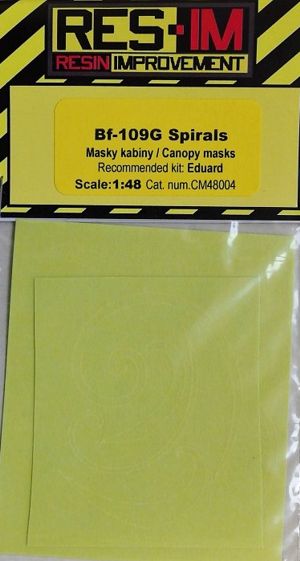 RES-IM
RESIN IMPROVEMENT
Bf-109G Spirals
Masky kabiny / Canopy masks
Recommended kit: Eduard
Scale:1:48 Cat. num.CM48004